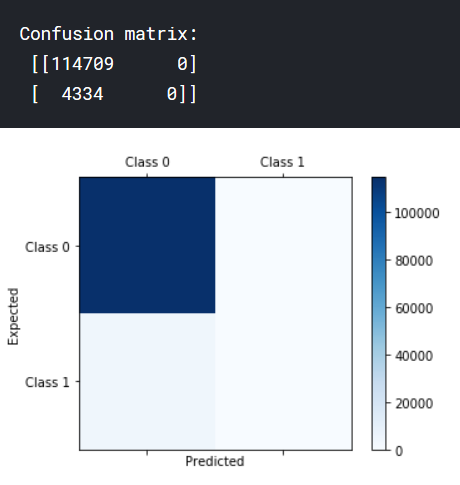 Confusion matrix:
[[114709      0]
[  4334      0]]
Class 0 Class 1
Class 0
Class 1
Expected
Predicted
100000
80000
60000
40000
20000
0